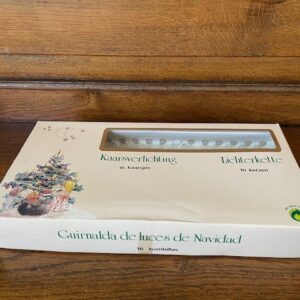 Kaarsverlichting
16 kaarsjes
Lichterkette
16 kerzen
Guirnalda de luces de Navidad
16 bombillas